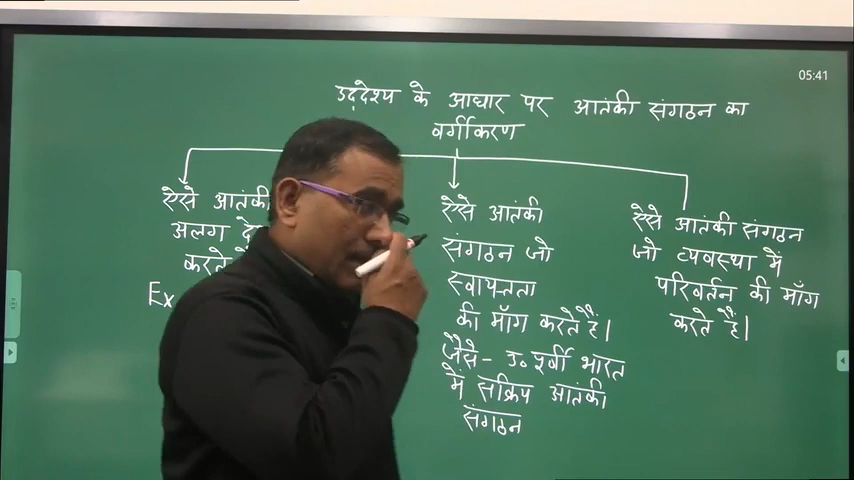 05:41
उद्देश्य के आधार पर आतंकी संगठन का
वर्गीकरण
ऐसे आतंकी
अलग
करते
Ex
ऐसे आतंकी
संगठन जो
स्वायत्तता
की माँग करते हैं।
जैसे - उ० पूर्वी भारत
में सक्रिय आतंकी
संगठन
ऐसे आतंकी संगठन
जो व्यवस्था में
परिवर्तन की माँग
करते हैं।